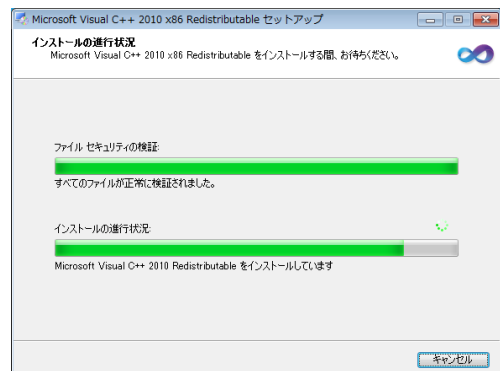 Microsoft Visual C++ 2010 x86 Redistributable セットアップ
インストールの進行状況
Microsoft Visual C++ 2010 x86 Redistributable をインストールする間、お待ちください。
ファイル セキュリティの検証:
すべてのファイルが正常に検証されました。
インストールの進行状況:
Microsoft Visual C++ 2010 Redistributable をインストールしています
キャンセル